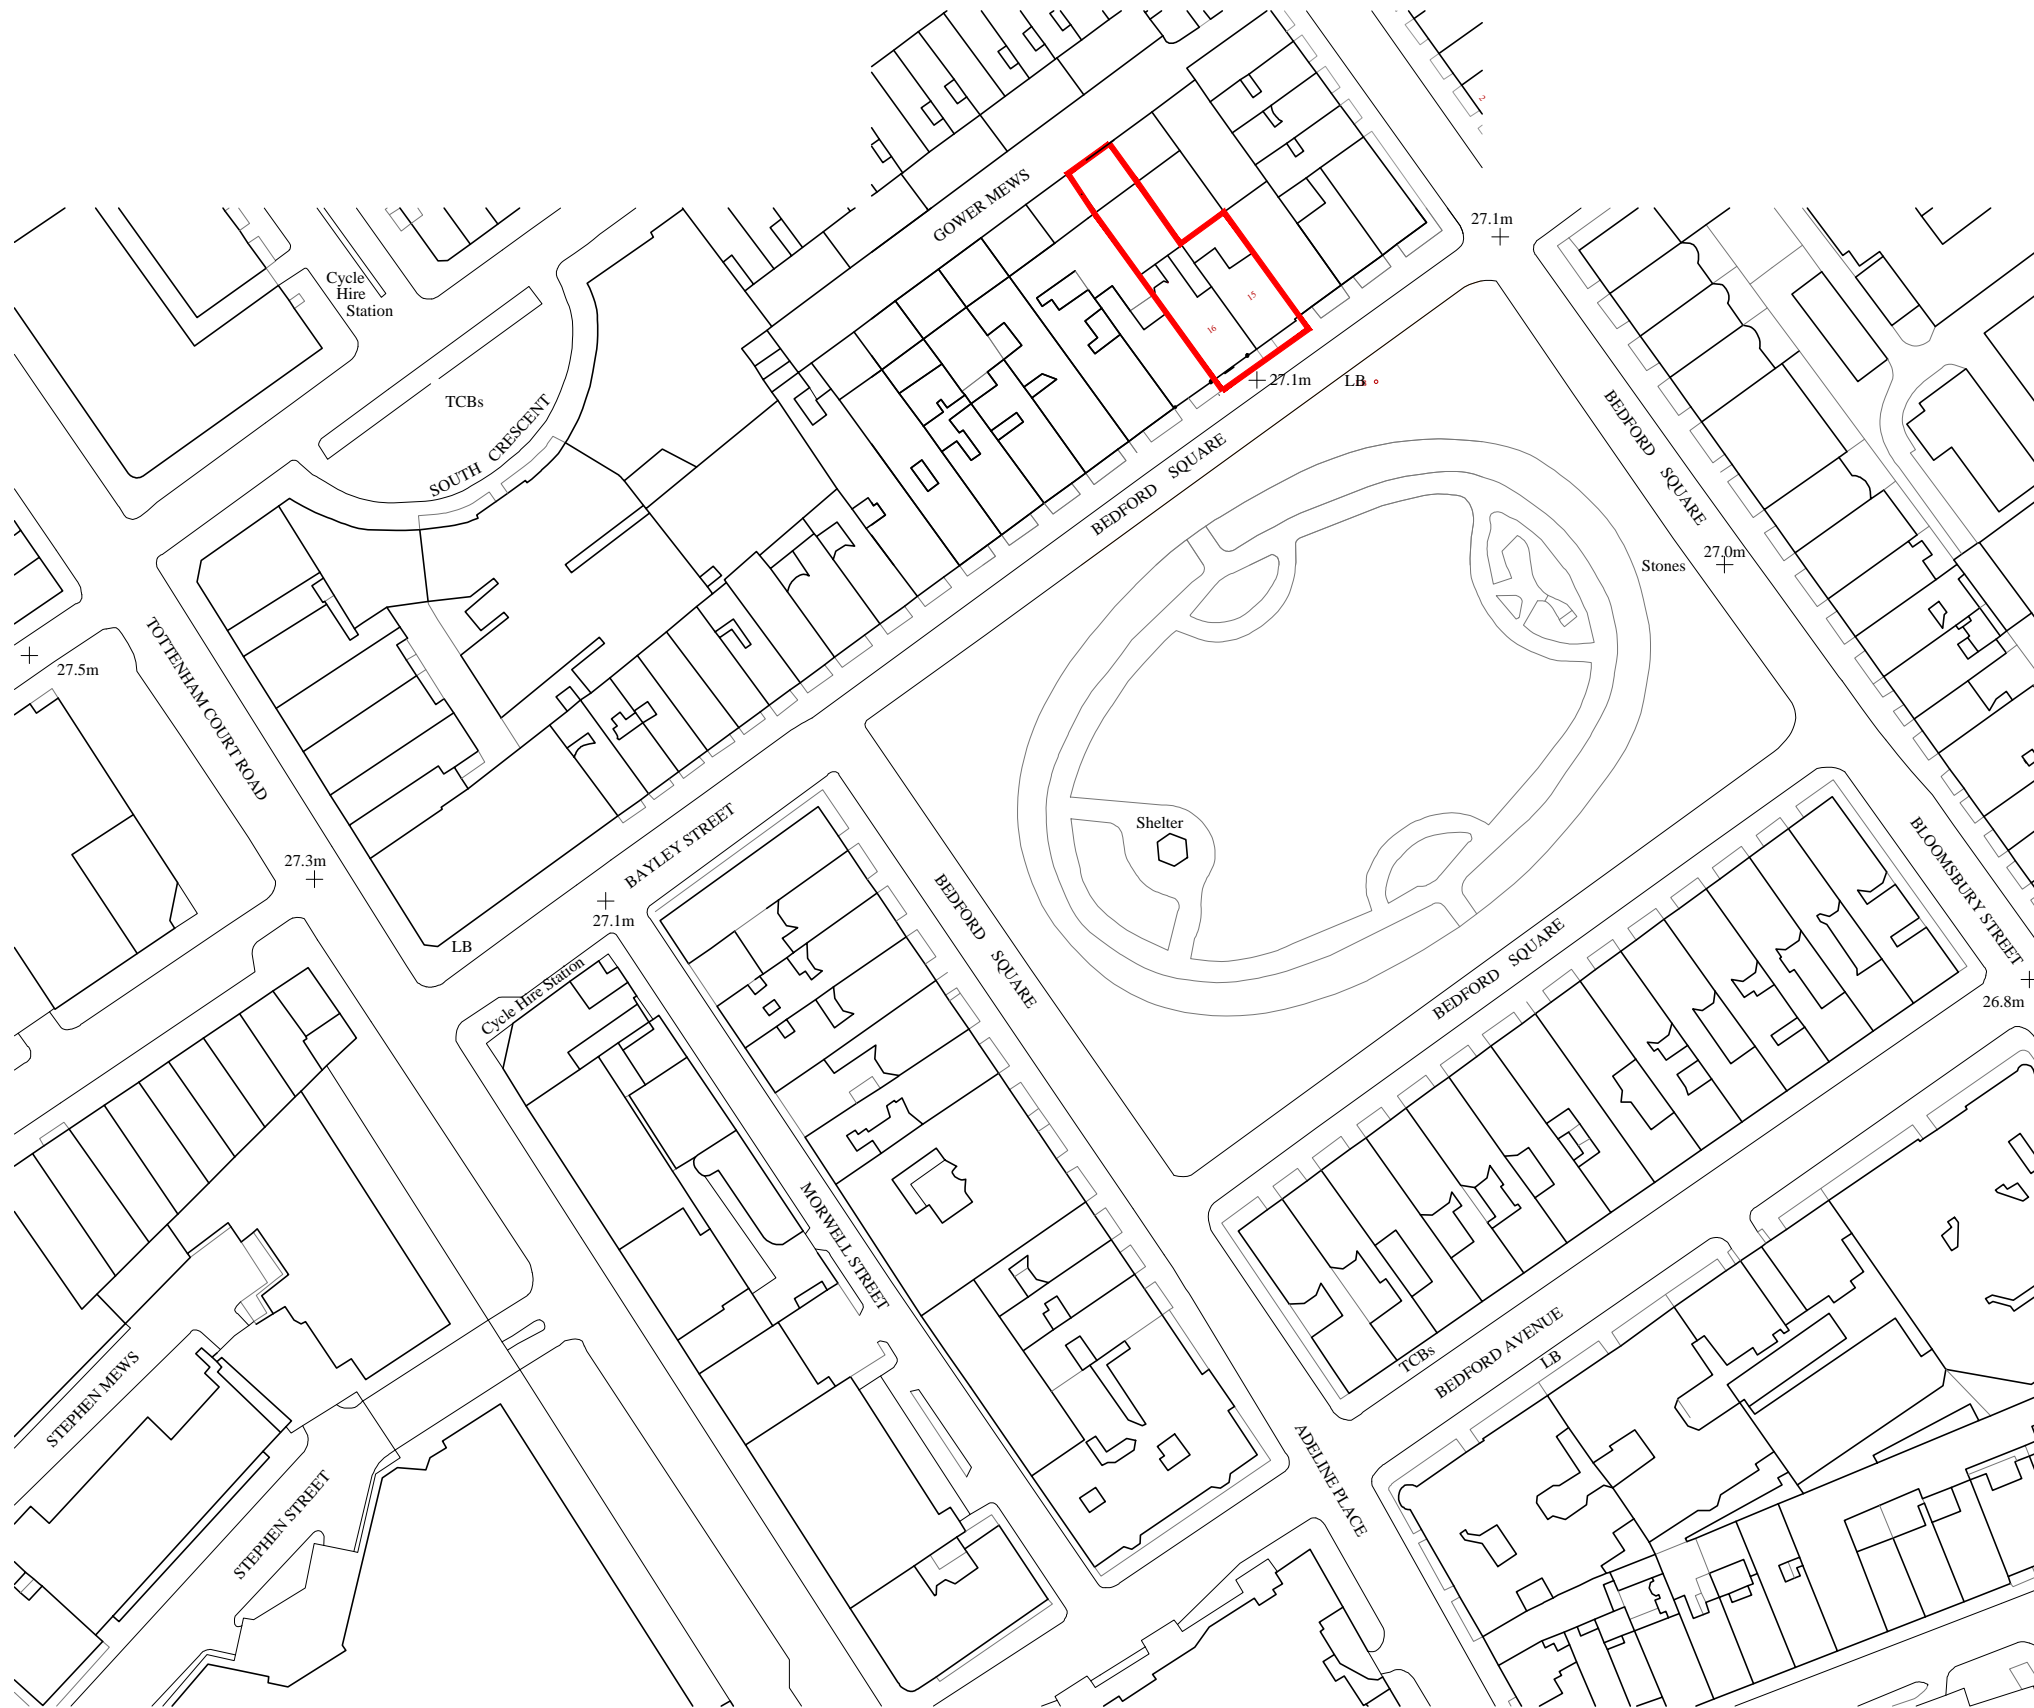 2
GOWER MEWS
27.1m
Cycle
Hire
Station
15
16
27.1m
LB
TCBs
SOUTH CRESCENT
BEDFORD SQUARE
BEDFORD SQUARE
27.0m
Stones
27.5m
TOTTENHAM COURT ROAD
Shelter
BAYLEY STREET
27.3m
27.1m
LB
BEDFORD SQUARE
BLOOMSBURY STREET
BEDFORD SQUARE
26.8m
Cycle Hire Station
MORWELL STREET
STEPHEN MEWS
TCBs
BEDFORD AVENUE
LB
STEPHEN STREET
ADELINE PLACE